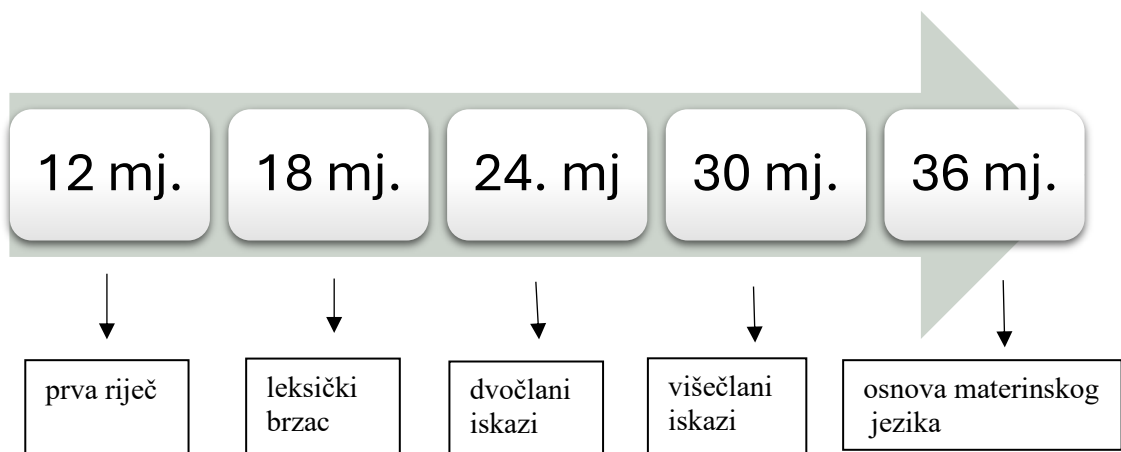 12 mj.
18 mj.
24. mj
30 mj.
36 mj.
prva riječ
leksički
brzac
dvočlani
iskazi
višečlani
iskazi
osnova materinskog
jezika